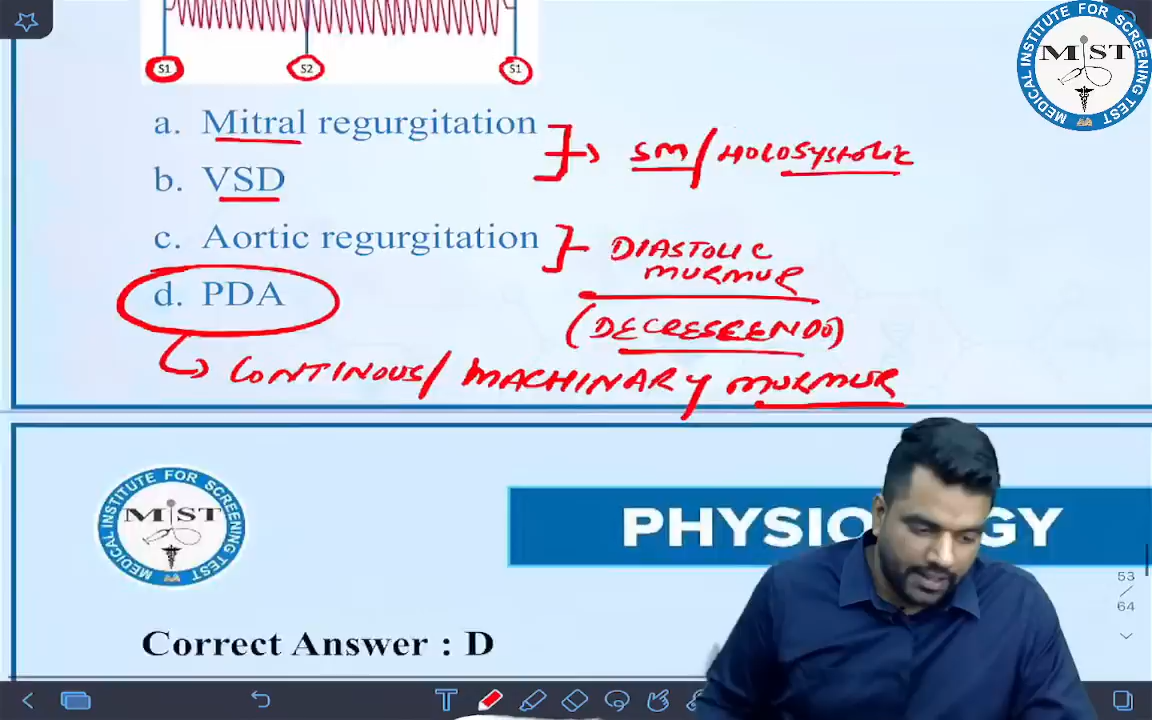 S1 S2 S1
MEDICAL INSTITUTE FOR SCREENING TEST
MIST
a. Mitral regurgitation
b. VSD
SM/HOLOSYSTOLIC
c. Aortic regurgitation
DIASTOLIC
MURMUR
d. PDA
(DECRESEENDO)
CONTINOUS/MACHINARY MURMUR
MEDICAL INSTITUTE FOR SCREENING TEST
MIST
53
/
64
Correct Answer : D
T